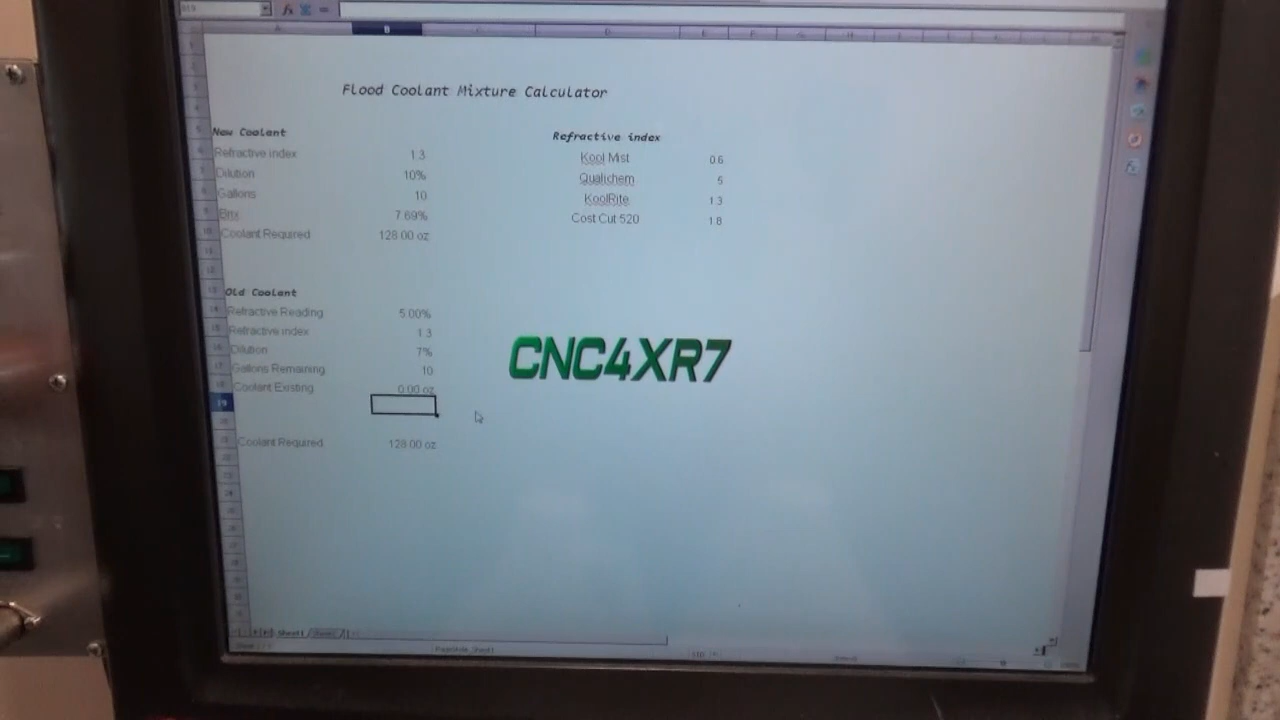 Flood Coolant Mixture Calculator
New Coolant
Refractive index 1.3
Dilution 10%
Gallons 10
Brix 7.69%
Coolant Required 128.00 oz
Refractive index
Kool Mist 0.6
Qualichem 5
KoolRite 1.3
Cost Cut 520 1.8
Old Coolant
Refractive Reading 5.00%
Refractive index 1.3
Dilution 7%
Gallons Remaining 10
Coolant Existing 0.00 oz
Coolant Required 128.00 oz
CNC4XR7
Sheet1